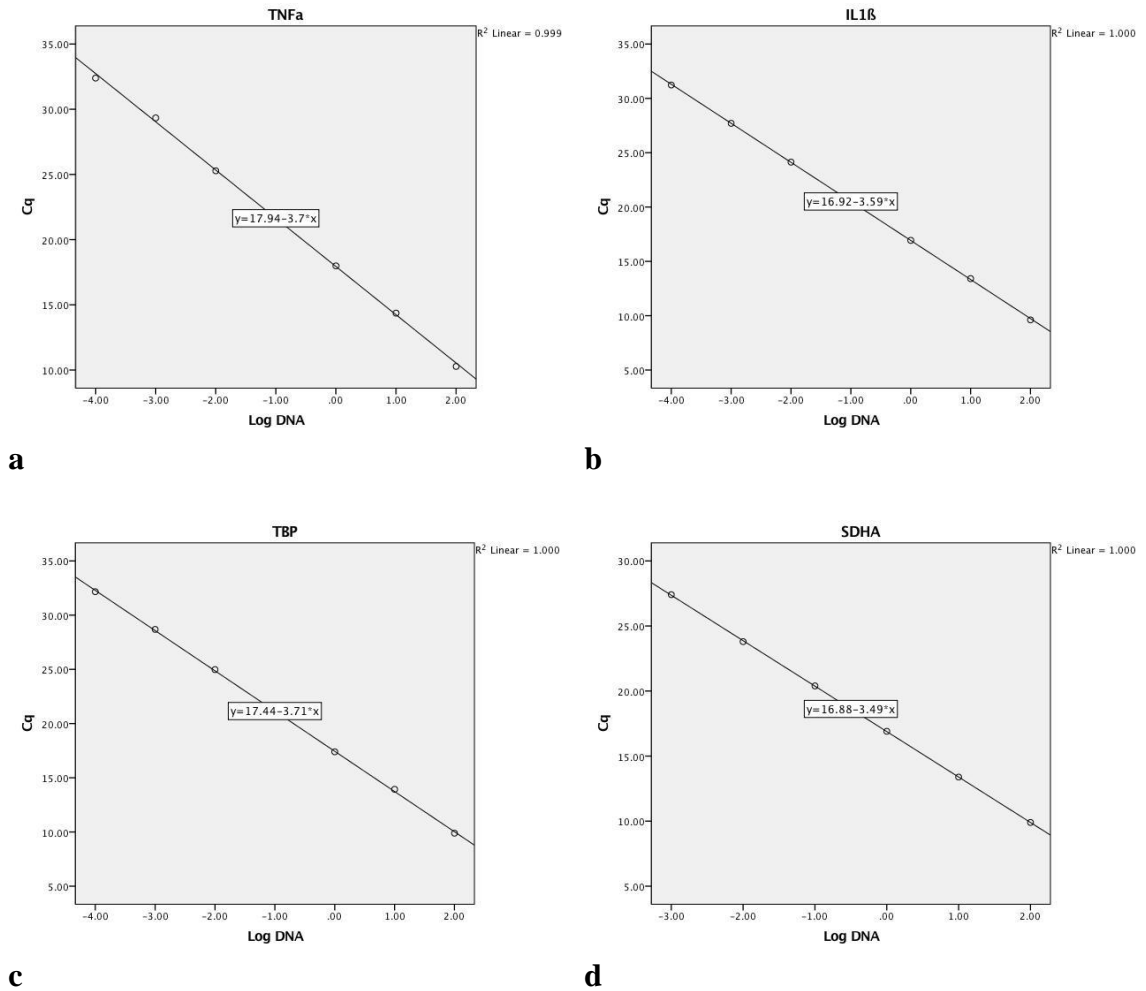 TNFa
R² Linear = 0.999
35.00
30.00
25.00
20.00
15.00
10.00
Cq
y=17.94-3.7*x
-4.00 -3.00 -2.00 -1.00 .00 1.00 2.00
Log DNA
a
IL1ß
R² Linear = 1.000
35.00
30.00
25.00
20.00
15.00
10.00
5.00
Cq
y=16.92-3.59*x
-4.00 -3.00 -2.00 -1.00 .00 1.00 2.00
Log DNA
b
TBP
R² Linear = 1.000
35.00
30.00
25.00
20.00
15.00
10.00
5.00
Cq
y=17.44-3.71*x
-4.00 -3.00 -2.00 -1.00 .00 1.00 2.00
Log DNA
c
SDHA
R² Linear = 1.000
30.00
25.00
20.00
15.00
10.00
5.00
Cq
y=16.88-3.49*x
-3.00 -2.00 -1.00 .00 1.00 2.00
Log DNA
d